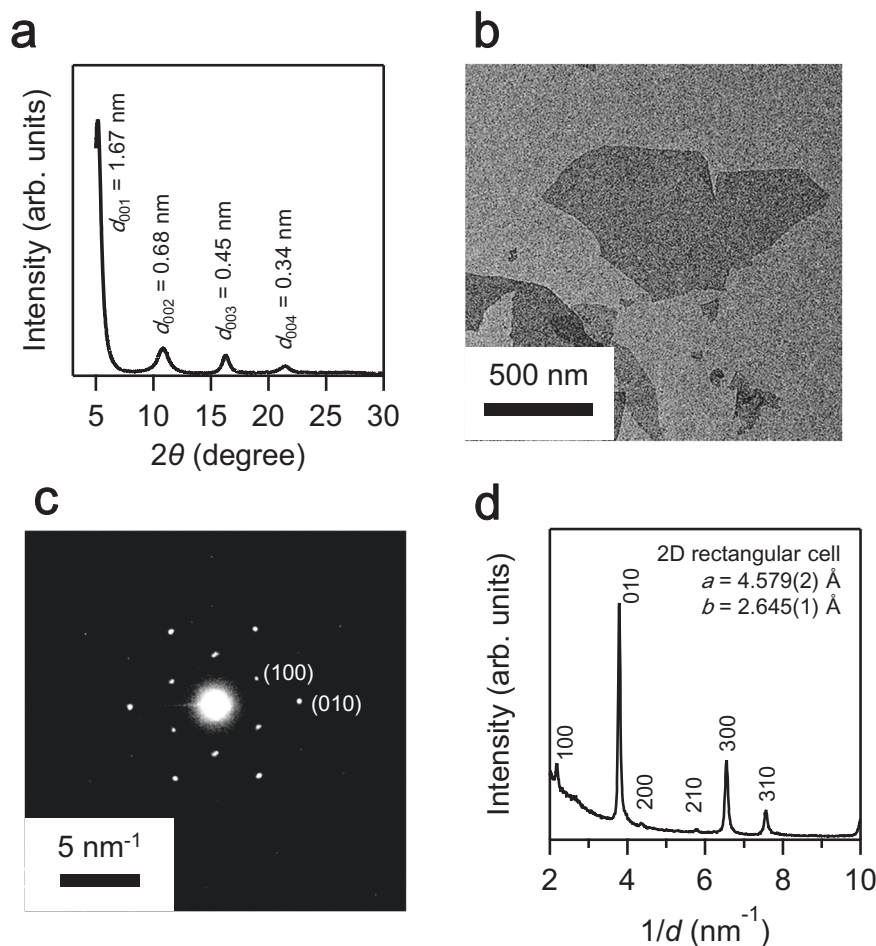 a
Intensity (arb. units)
d001 = 1.67 nm
d002 = 0.68 nm
d003 = 0.45 nm
d004 = 0.34 nm
5 10 15 20 25 30
2θ (degree)
b
500 nm
c
(100)
(010)
5 nm-1
d
Intensity (arb. units)
2D rectangular cell
a = 4.579(2) Å
b = 2.645(1) Å
100
010
200
210
300
310
2 4 6 8 10
1/d (nm-1)